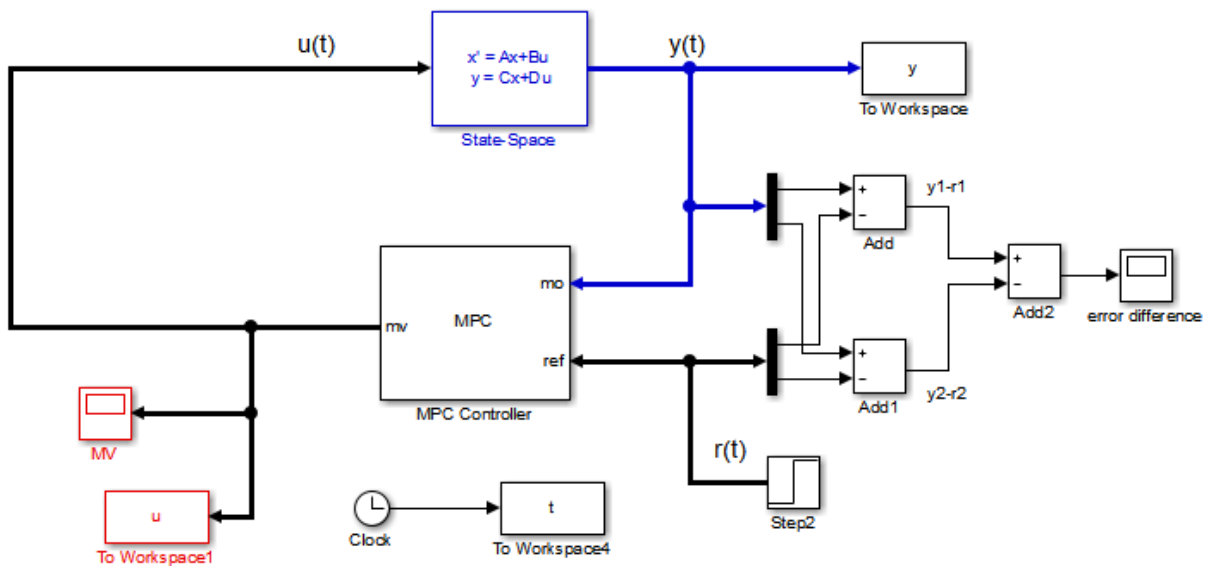 u(t)
x' = Ax+Bu
y = Cx+Du
State-Space
y(t)
y
To Workspace
+
−
Add
y1-r1
+
−
Add2
error difference
mo
mv
MPC
ref
MPC Controller
+
−
Add1
y2-r2
MV
r(t)
Step2
u
To Workspace1
Clock
t
To Workspace4